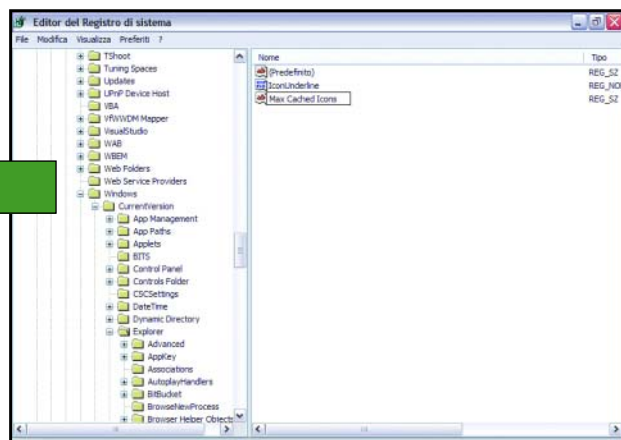 Editor del Registro di sistema
File Modifica Visualizza Preferiti ?
TShoot
Tuning Spaces
Updates
UPnP Device Host
VBA
VfWWDM Mapper
VisualStudio
WAB
WBEM
Web Folders
Web Service Providers
Windows
CurrentVersion
App Management
App Paths
Applets
BITS
Control Panel
Controls Folder
CSCSettings
DateTime
Dynamic Directory
Explorer
Advanced
AppKey
Associations
AutoplayHandlers
BitBucket
BrowseNewProcess
Browser Helper Objects
Nome Tipo
(Predefinito) REG_SZ
IconUnderline REG_NO
Max Cached Icons REG_SZ